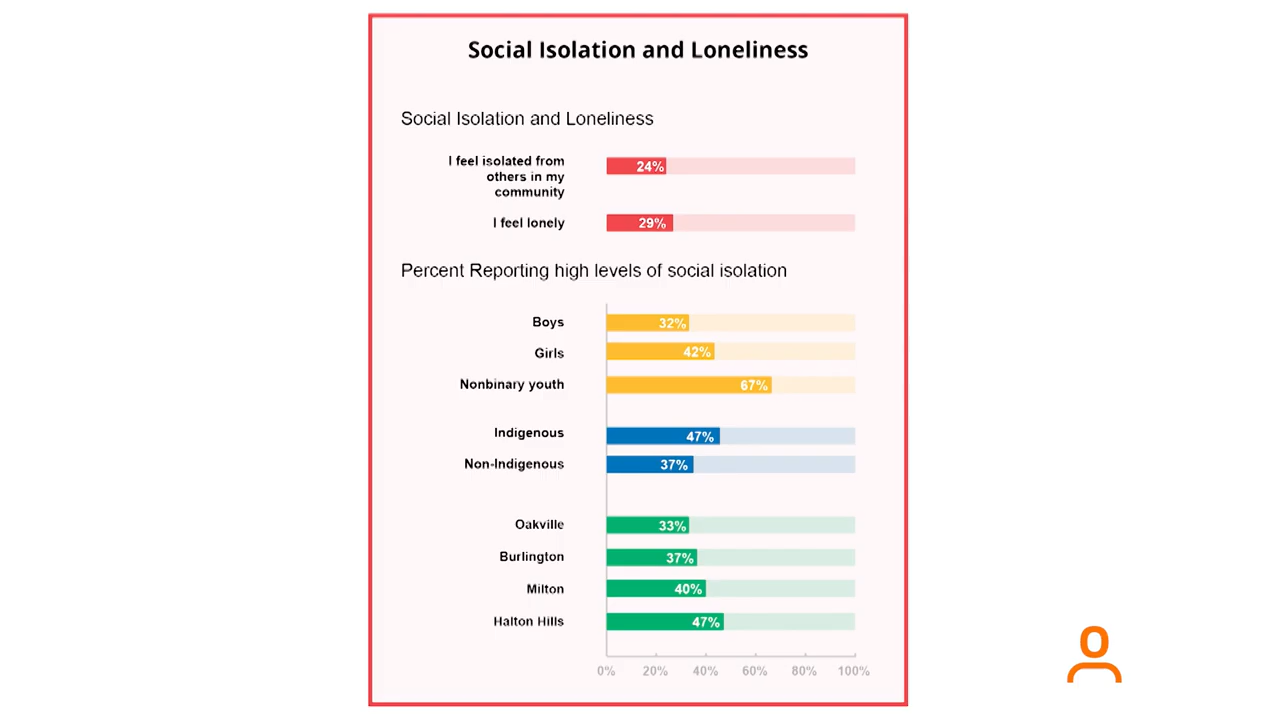 Social Isolation and Loneliness
Social Isolation and Loneliness
I feel isolated from
others in my
community
24%
I feel lonely
29%
Percent Reporting high levels of social isolation
Boys
32%
Girls
42%
Nonbinary youth
67%
Indigenous
47%
Non-Indigenous
37%
Oakville
33%
Burlington
37%
Milton
40%
Halton Hills
47%
0% 20% 40% 60% 80% 100%